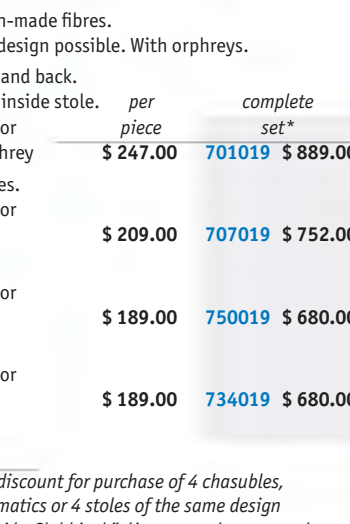 n-made fibres.
design possible. With orphreys.
and back.
inside stole. per complete
or piece set*
hrey $ 247.00 701019 $ 889.00
es.
or
$ 209.00 707019 $ 752.00
or
$ 189.00 750019 $ 680.00
or
$ 189.00 734019 $ 680.00
discount for purchase of 4 chasubles,
matics or 4 stoles of the same design